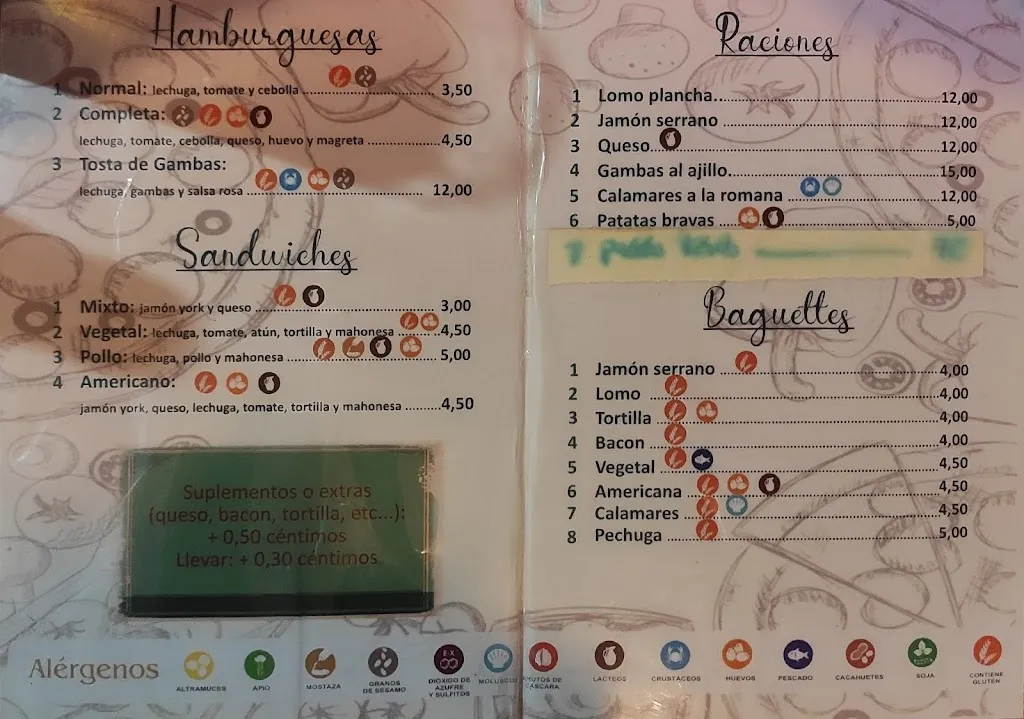 Hamburguesas
1 Normal: lechuga, tomate y cebolla ........ 3,50
2 Completa:
lechuga, tomate, cebolla, queso, huevo y magreta ........ 4,50
3 Tosta de Gambas:
lechuga, gambas y salsa rosa ........ 12,00
Sandwiches
1 Mixto: jamón york y queso ........ 3,00
2 Vegetal: lechuga, tomate, atún, tortilla y mahonesa ........ 4,50
3 Pollo: lechuga, pollo y mahonesa ........ 5,00
4 Americano:
jamón york, queso, lechuga, tomate, tortilla y mahonesa ........ 4,50
Suplementos o extras
(queso, bacon, tortilla, etc...):
+ 0,50 céntimos
Llevar: + 0,30 céntimos
Raciones
1 Lomo plancha ........ 12,00
2 Jamón serrano ........ 12,00
3 Queso ........ 12,00
4 Gambas al ajillo ........ 15,00
5 Calamares a la romana ........ 12,00
6 Patatas bravas ........ 5,00
7
Baguettes
1 Jamón serrano ........ 4,00
2 Lomo ........ 4,00
3 Tortilla ........ 4,00
4 Bacon ........ 4,00
5 Vegetal ........ 4,50
6 Americana ........ 4,50
7 Calamares ........ 4,50
8 Pechuga ........ 5,00
Alérgenos
ALTRAMUCES
APIO
MOSTAZA
GRANOS
DE SÉSAMO
DIÓXIDO DE
AZUFRE
Y SULFITOS
MOLUSCO
FRUTOS DE
CÁSCARA
LÁCTEOS
CRUSTÁCEOS
HUEVOS
PESCADO
CACAHUETES
SOJA
CONTIENE
GLUTEN